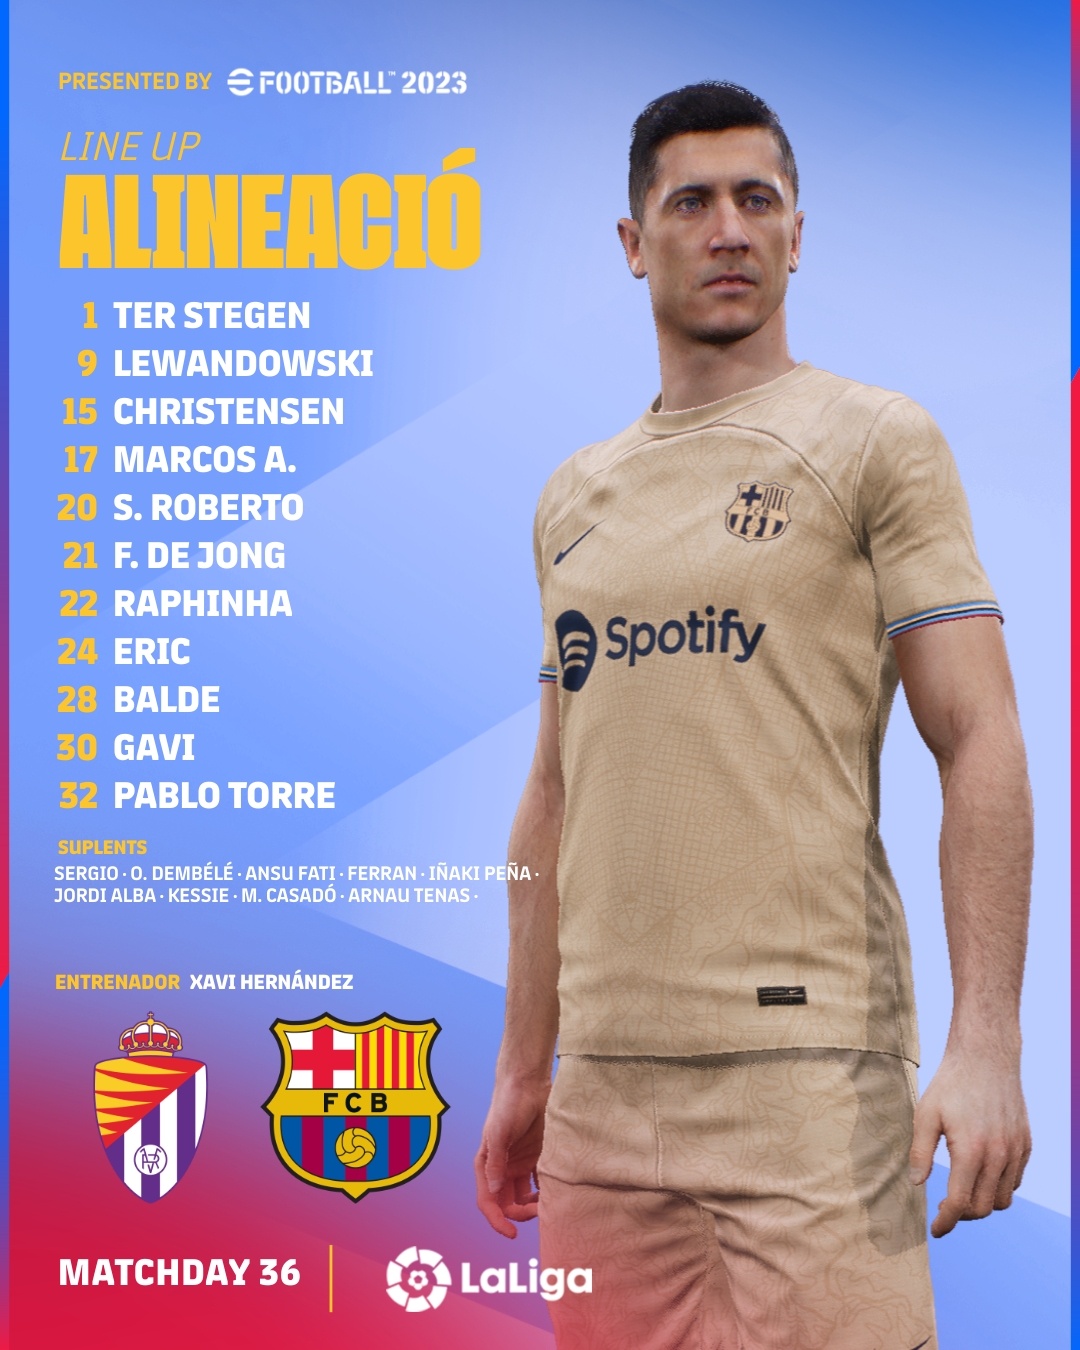 PRESENTED BY FOOTBALL™ 2023
LINE UP
ALINEACIÓ
1 TER STEGEN
9 LEWANDOWSKI
15 CHRISTENSEN
17 MARCOS A.
20 S. ROBERTO
21 F. DE JONG
22 RAPHINHA
24 ERIC
28 BALDE
30 GAVI
32 PABLO TORRE
SUPLENTS
SERGIO · O. DEMBÉLÉ · ANSU FATI · FERRAN · IÑAKI PEÑA ·
JORDI ALBA · KESSIE · M. CASADÓ · ARNAU TENAS ·
ENTRENADOR XAVI HERNÁNDEZ
FCB
MATCHDAY 36
LaLiga
FCB
Spotify